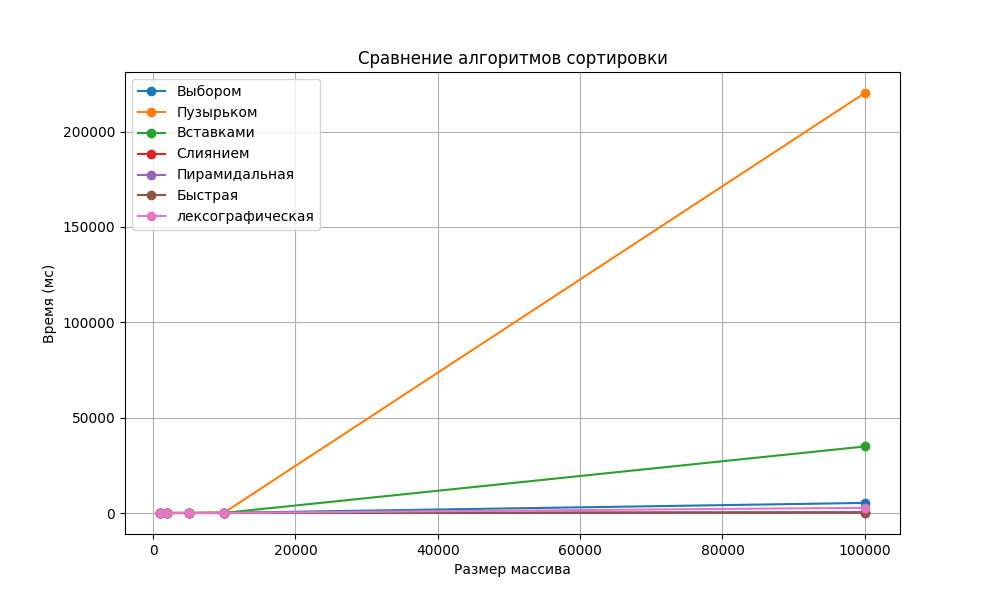 Сравнение алгоритмов сортировки
Выбором
Пузырьком
Вставками
Слиянием
Пирамидальная
Быстрая
лексографическая
Время (мс)
200000
150000
100000
50000
0
0 20000 40000 60000 80000 100000
Размер массива